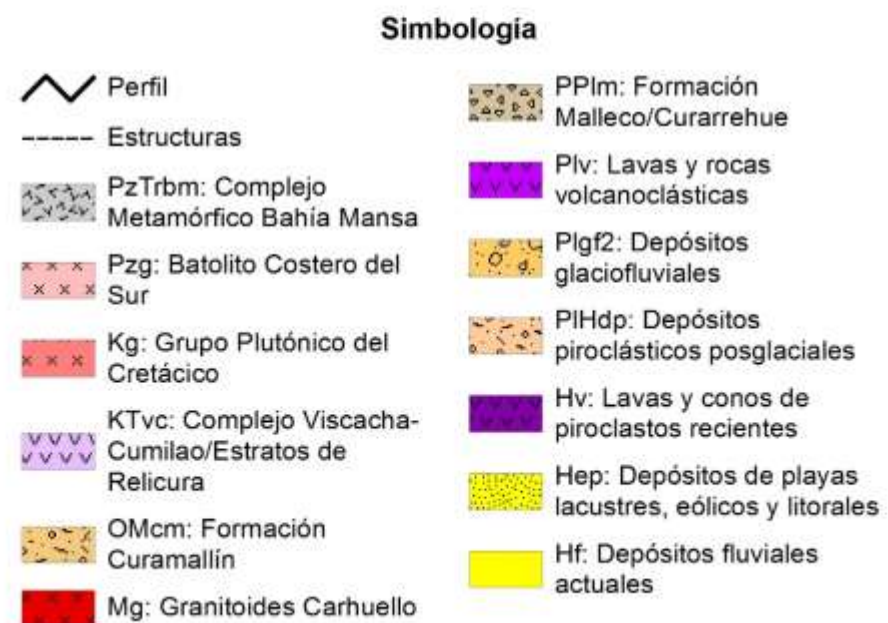 Simbología
Perfil
Estructuras
PzTrbm: Complejo
Metamórfico Bahía Mansa
Pzg: Batolito Costero del
Sur
Kg: Grupo Plutónico del
Cretácico
KTvc: Complejo Viscacha-
Cumilao/Estratos de
Relicura
OMcm: Formación
Curamallín
Mg: Granitoides Carhuello
PPlm: Formación
Malleco/Curarrehue
Plv: Lavas y rocas
volcanoclásticas
Plgf2: Depósitos
glaciofluviales
PlHdp: Depósitos
piroclásticos posglaciales
Hv: Lavas y conos de
piroclastos recientes
Hep: Depósitos de playas
lacustres, eólicos y litorales
Hf: Depósitos fluviales
actuales